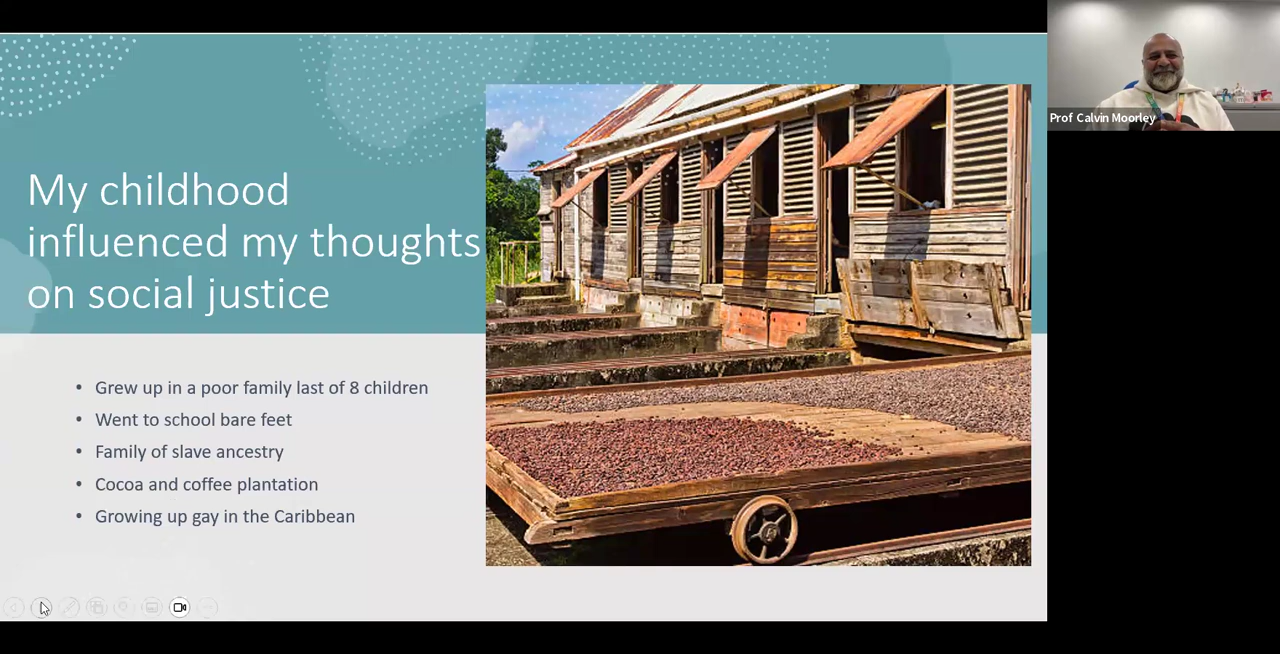 My childhood
influenced my thoughts
on social justice
• Grew up in a poor family last of 8 children
• Went to school bare feet
• Family of slave ancestry
• Cocoa and coffee plantation
• Growing up gay in the Caribbean
Prof Calvin Moorley